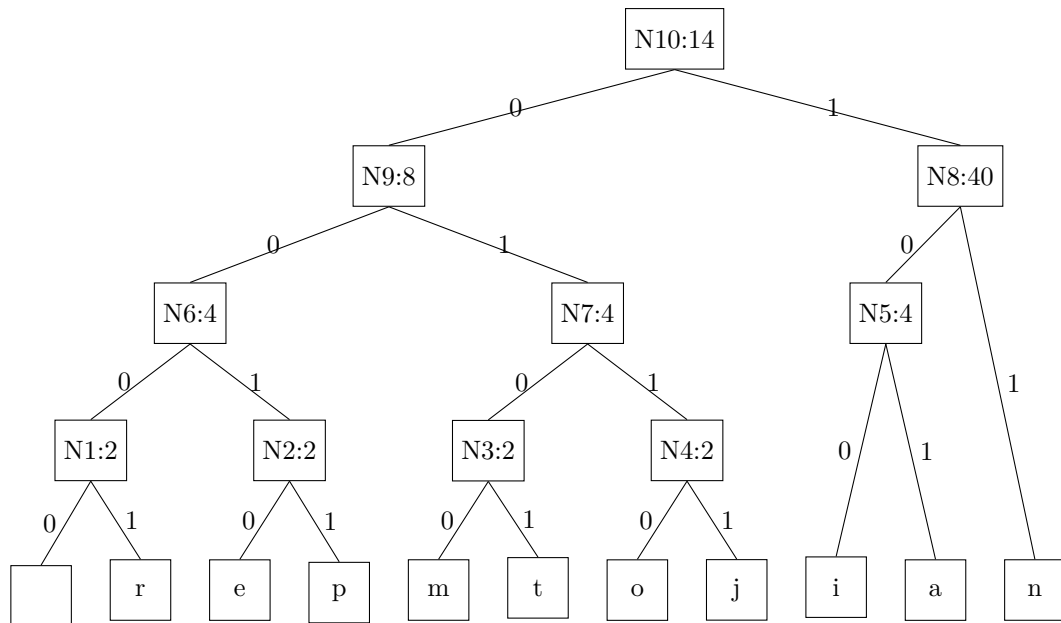 N10:14
0 1
N9:8 N8:40
0 1 0 1
N6:4 N7:4 N5:4
0 1 0 1 0 1
N1:2 N2:2 N3:2 N4:2
0 1 0 1 0 1 0 1
r e p m t o j i a n